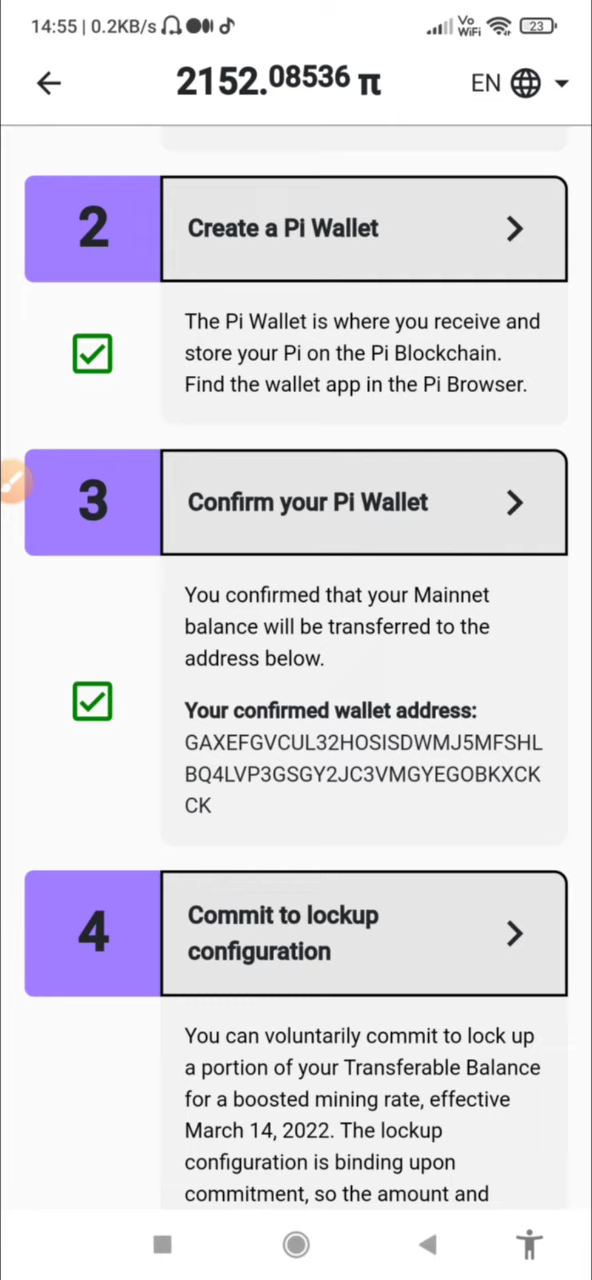 14:55 | 0.2KB/s Vo WiFi 23
2152.08536 π EN
2 Create a Pi Wallet
The Pi Wallet is where you receive and
store your Pi on the Pi Blockchain.
Find the wallet app in the Pi Browser.
3 Confirm your Pi Wallet
You confirmed that your Mainnet
balance will be transferred to the
address below.
Your confirmed wallet address:
GAXEFGVCUL32HOSISDWMJ5MFSHL
BQ4LVP3GSGY2JC3VMGYEGOBKXCK
CK
4 Commit to lockup
configuration
You can voluntarily commit to lock up
a portion of your Transferable Balance
for a boosted mining rate, effective
March 14, 2022. The lockup
configuration is binding upon
commitment, so the amount and